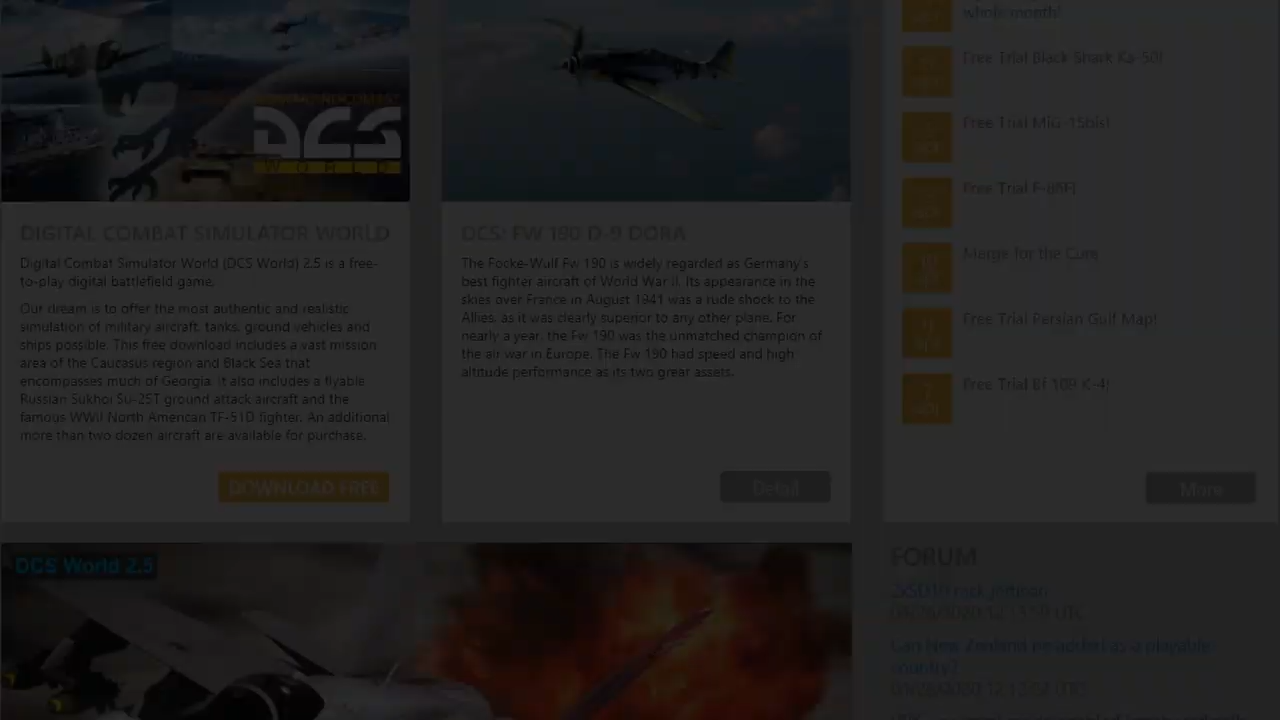 DCS
WORLD
DIGITAL COMBAT SIMULATOR WORLD
Digital Combat Simulator World (DCS World) 2.5 is a free-
to-play digital battlefield game.
Our dream is to offer the most authentic and realistic
simulation of military aircraft, tanks, ground vehicles and
ships possible. This free download includes a vast mission
area of the Caucasus region and Black Sea that
encompasses much of Georgia. It also includes a flyable
Russian Sukhoi Su-25T ground attack aircraft and the
famous WWII North American TF-51D fighter. An additional
more than two dozen aircraft are available for purchase.
DOWNLOAD FREE
DCS: FW 190 D-9 DORA
The Focke-Wulf Fw 190 is widely regarded as Germany's
best fighter aircraft of World War II. Its appearance in the
skies over France in August 1941 was a rude shock to the
Allies, as it was clearly superior to any other plane. For
nearly a year, the Fw 190 was the unmatched champion of
the air war in Europe. The Fw 190 had speed and high
altitude performance as its two great assets.
Detail
whole month!
Free Trial Black Shark Ka-50!
Free Trial MiG-15bis!
Free Trial F-86F!
Merge for the Cure
Free Trial Persian Gulf Map!
Free Trial Bf 109 K-4!
More
DCS World 2.5
FORUM
Can New Zealand be added as a playable
country?